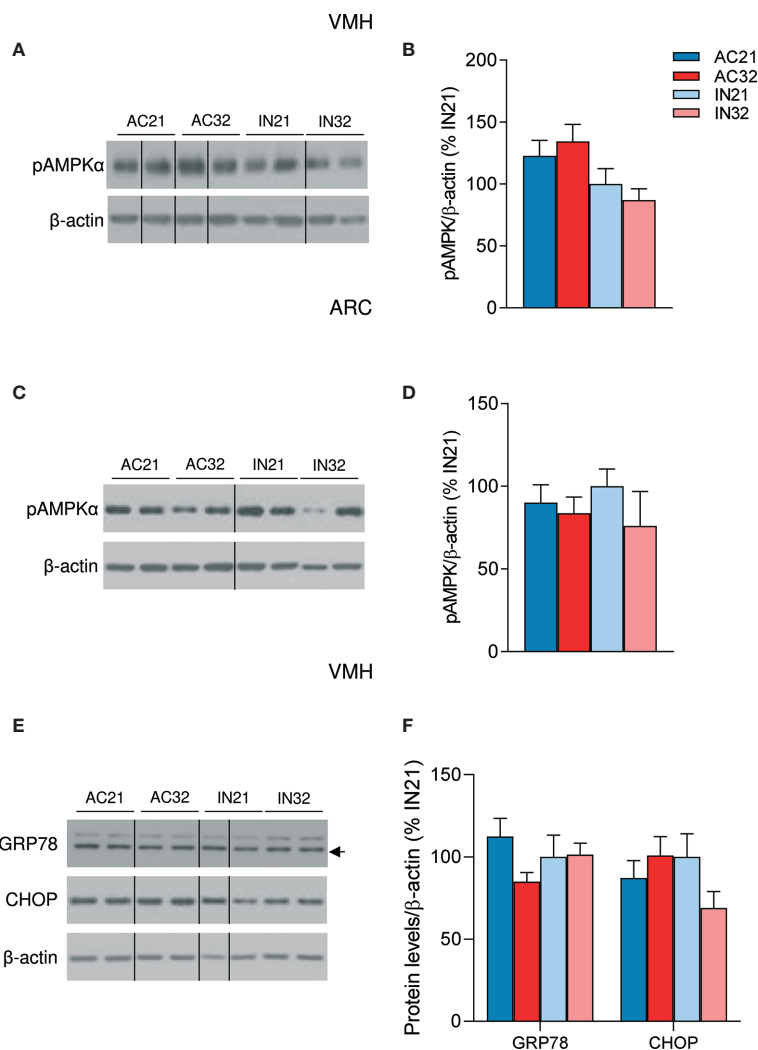 VMH
A
AC21 AC32 IN21 IN32
pAMPKα
β-actin
B
200
150
100
50
0
pAMPK/β-actin (% IN21)
AC21
AC32
IN21
IN32
ARC
C
AC21 AC32 IN21 IN32
pAMPKα
β-actin
D
150
100
50
0
pAMPK/β-actin (% IN21)
VMH
E
AC21 AC32 IN21 IN32
GRP78
CHOP
β-actin
F
150
100
50
0
Protein levels/β-actin (% IN21)
GRP78 CHOP